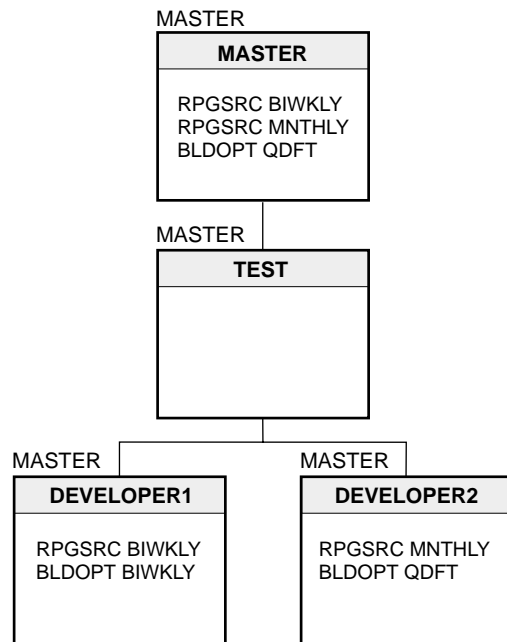 MASTER
MASTER
RPGSRC BIWKLY
RPGSRC MNTHLY
BLDOPT QDFT
MASTER
TEST
MASTER
DEVELOPER1
RPGSRC BIWKLY
BLDOPT BIWKLY
MASTER
DEVELOPER2
RPGSRC MNTHLY
BLDOPT QDFT